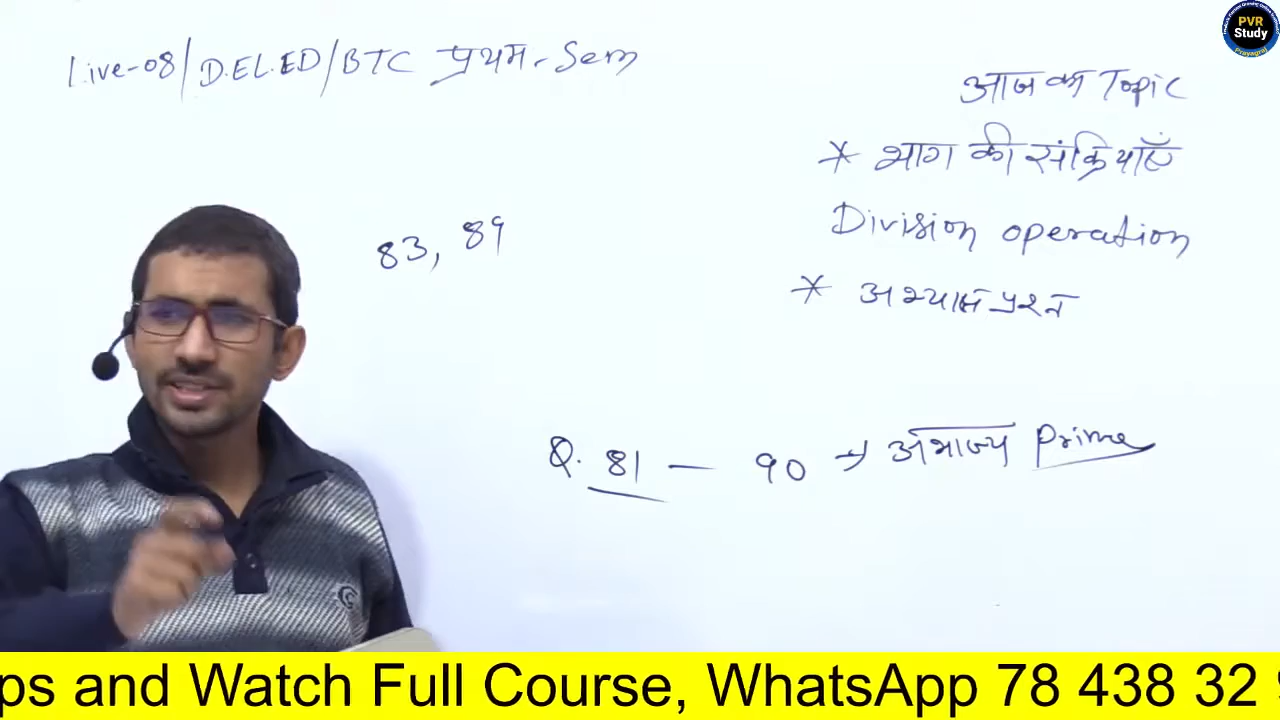 Live-08/D.EL.ED/BTC प्रथम-Sem
PVR
Study
Prayagraj
आज का Topic
* भाग की संक्रियाएँ
Division operation
* अभ्यास प्रश्न
83, 89
Q. 81 — 90 → अभाज्य Prime
ps and Watch Full Course, WhatsApp 78 438 32